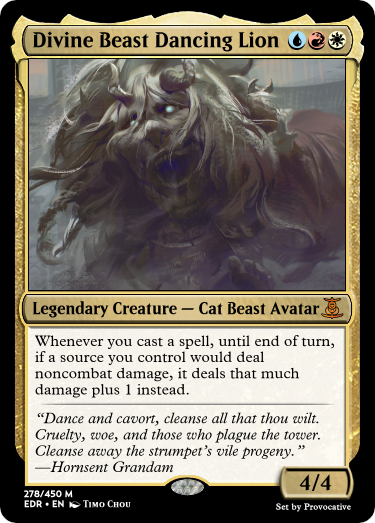 Divine Beast Dancing Lion
Legendary Creature — Cat Beast Avatar
Whenever you cast a spell, until end of turn,
if a source you control would deal
noncombat damage, it deals that much
damage plus 1 instead.
“Dance and cavort, cleanse all that thou wilt.
Cruelty, woe, and those who plague the tower.
Cleanse away the strumpet's vile progeny.”
—Hornsent Grandam
4/4
278/450 M
EDR • EN Timo Chou
Set by Provocative